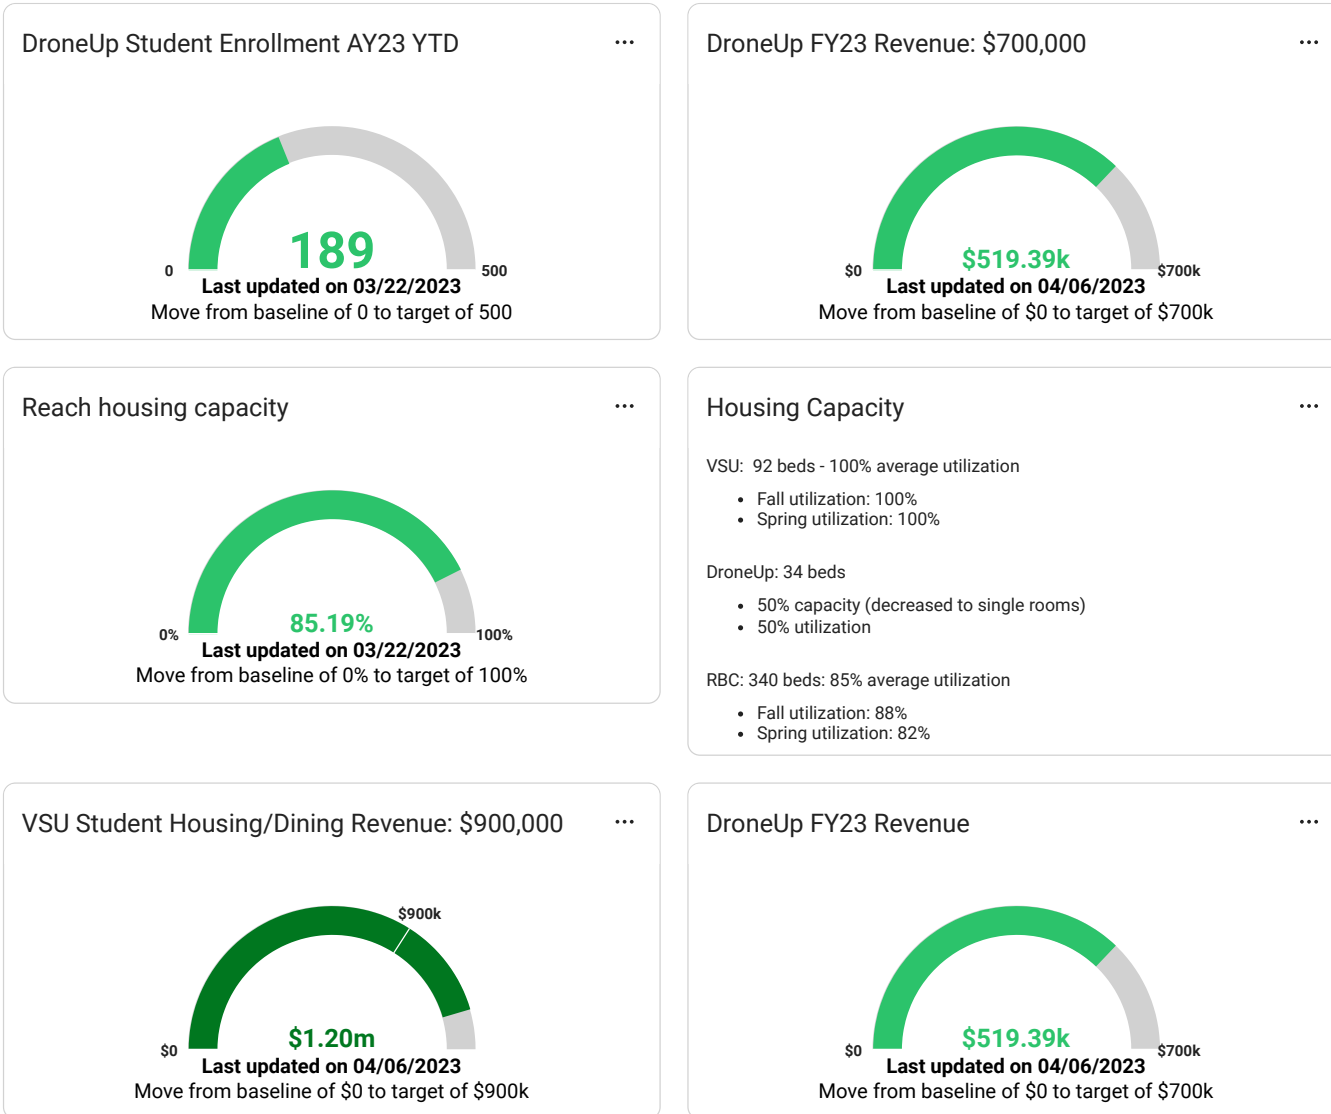 DroneUp Student Enrollment AY23 YTD
189
0
500
Last updated on 03/22/2023
Move from baseline of 0 to target of 500
DroneUp FY23 Revenue: $700,000
$519.39k
$0
$700k
Last updated on 04/06/2023
Move from baseline of $0 to target of $700k
Reach housing capacity
85.19%
0%
100%
Last updated on 03/22/2023
Move from baseline of 0% to target of 100%
Housing Capacity
VSU:  92 beds - 100% average utilization
• Fall utilization: 100%
• Spring utilization: 100%
DroneUp: 34 beds
• 50% capacity (decreased to single rooms)
• 50% utilization
RBC: 340 beds: 85% average utilization
• Fall utilization: 88%
• Spring utilization: 82%
VSU Student Housing/Dining Revenue: $900,000
$900k
$1.20m
$0
Last updated on 04/06/2023
Move from baseline of $0 to target of $900k
DroneUp FY23 Revenue
$519.39k
$0
$700k
Last updated on 04/06/2023
Move from baseline of $0 to target of $700k